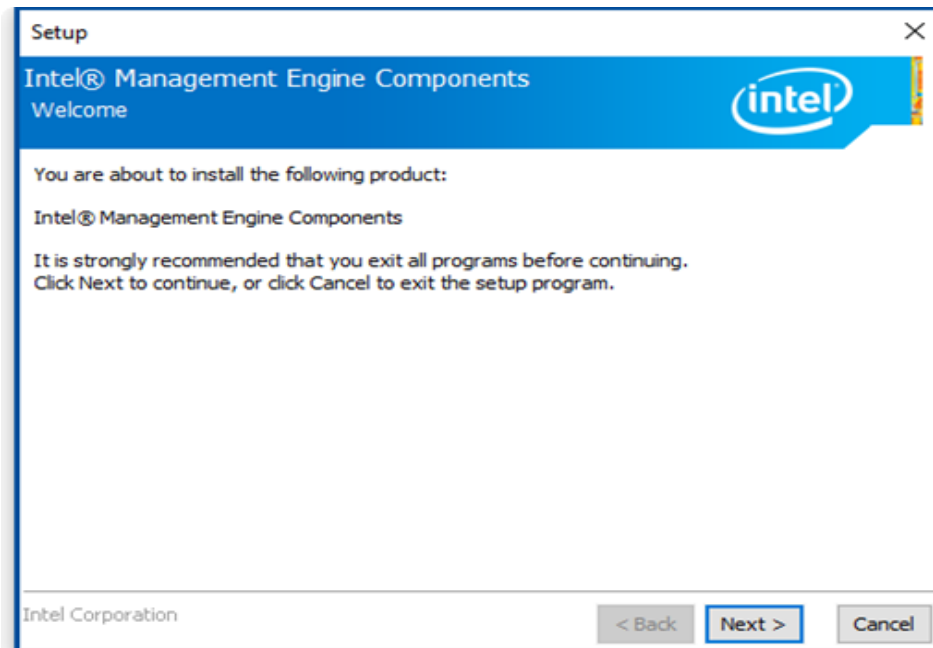 Setup
Intel® Management Engine Components
Welcome
intel
You are about to install the following product:
Intel® Management Engine Components
It is strongly recommended that you exit all programs before continuing.
Click Next to continue, or click Cancel to exit the setup program.
Intel Corporation
< Back Next > Cancel